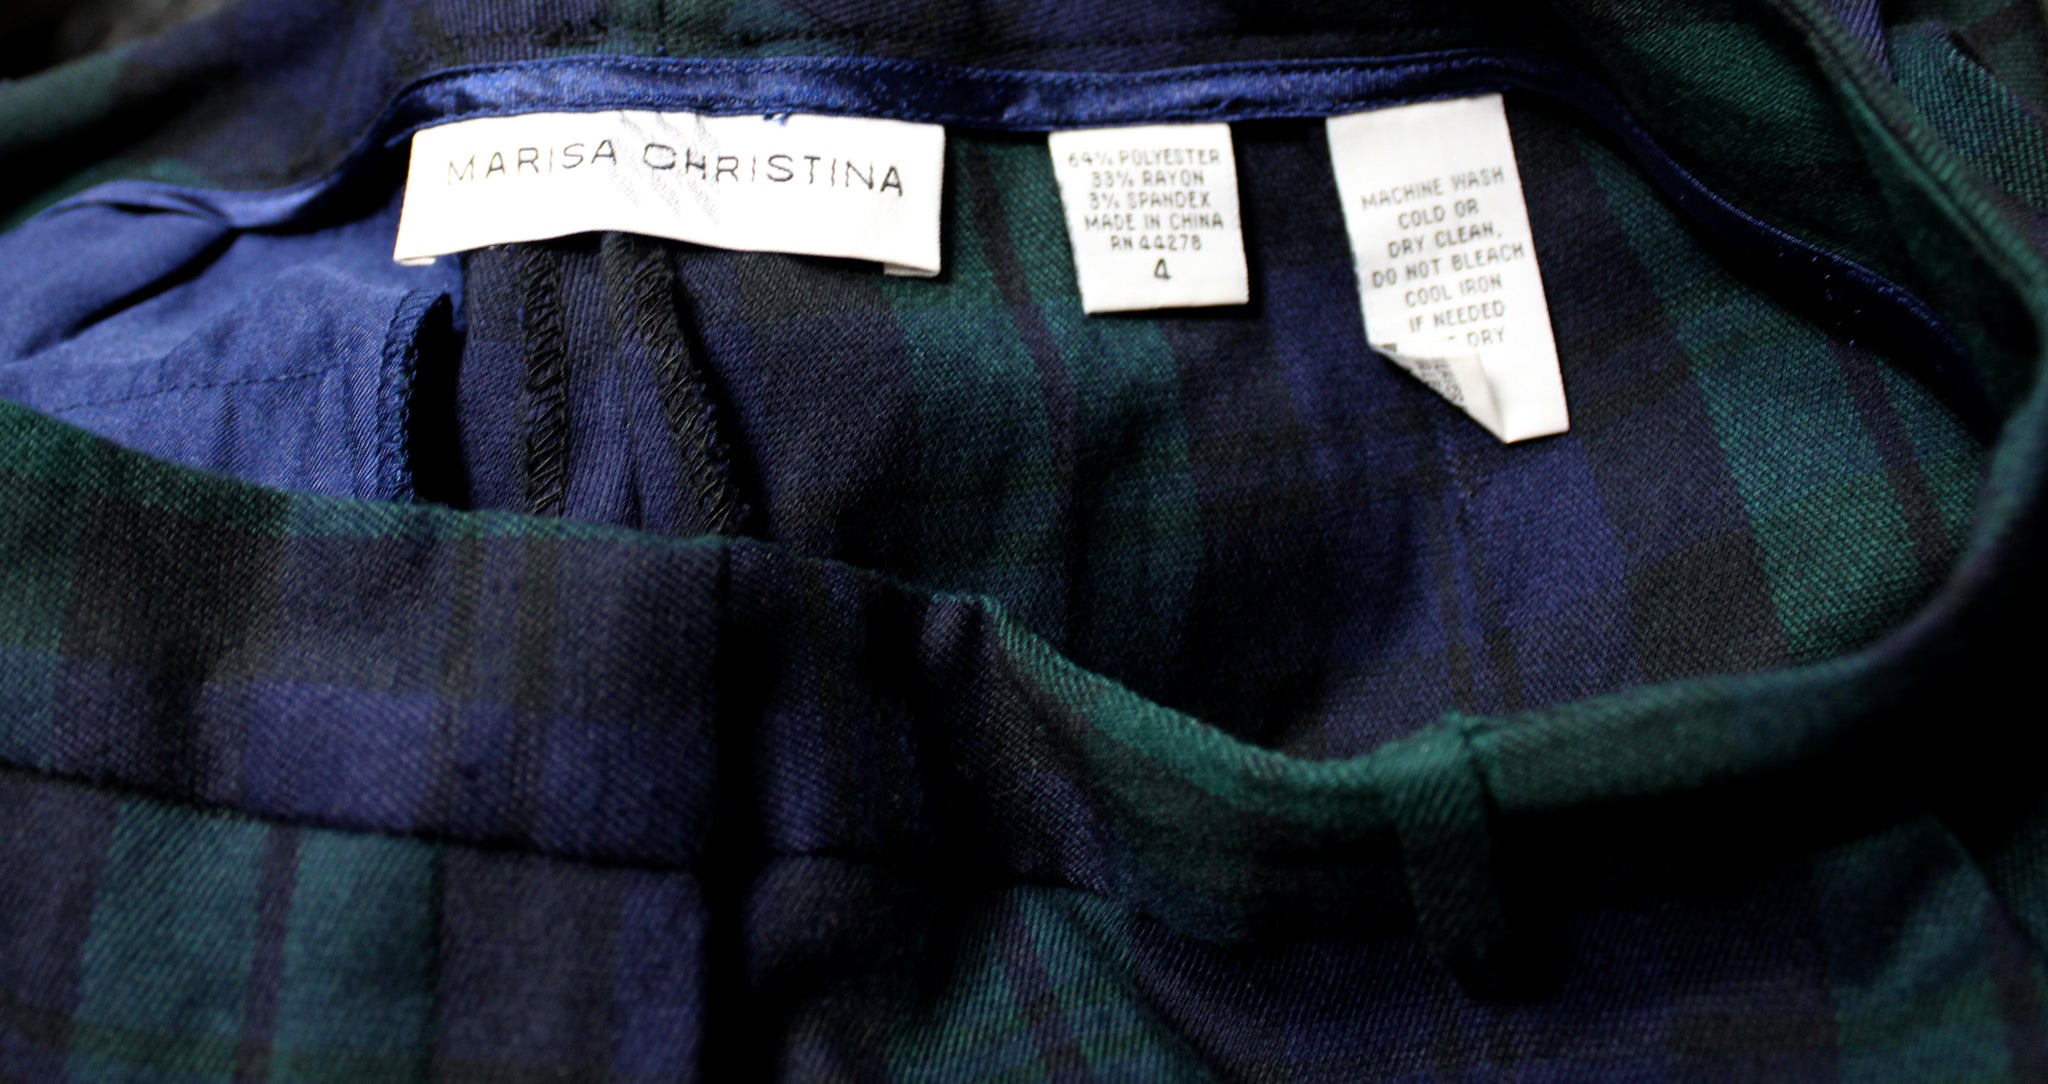 MARISA CHRISTINA
64% POLYESTER
33% RAYON
3% SPANDEX
MADE IN CHINA
RN 44278
4
MACHINE WASH
COLD OR
DRY CLEAN,
DO NOT BLEACH
COOL IRON
IF NEEDED
DRY